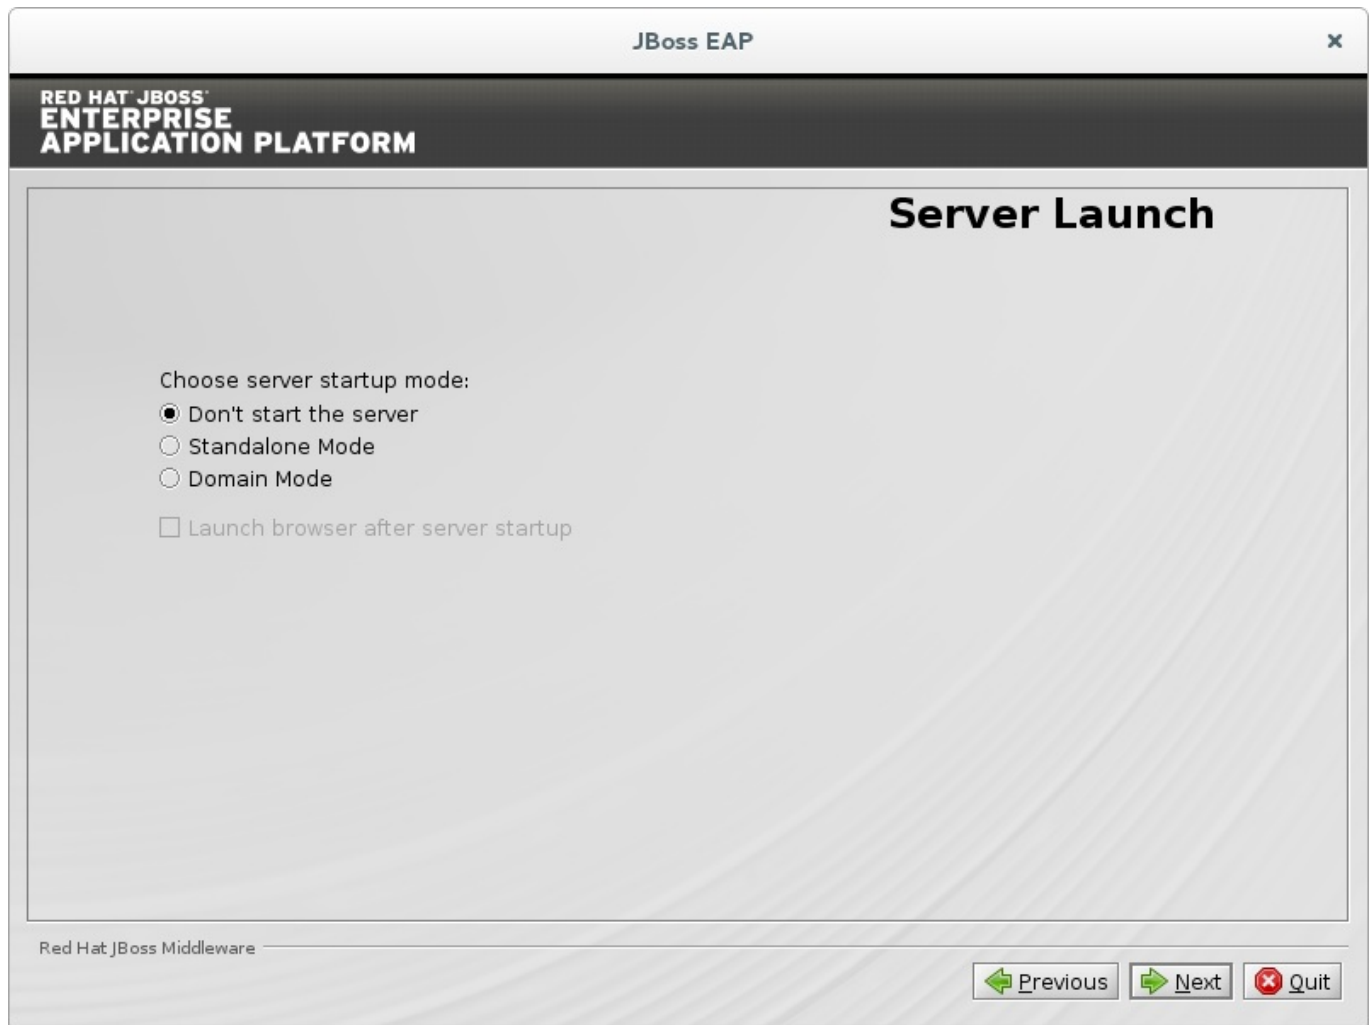 JBoss EAP
RED HAT JBOSS
ENTERPRISE
APPLICATION PLATFORM
Server Launch
Choose server startup mode:
Don't start the server
Standalone Mode
Domain Mode
Launch browser after server startup
Red Hat JBoss Middleware
Previous Next Quit